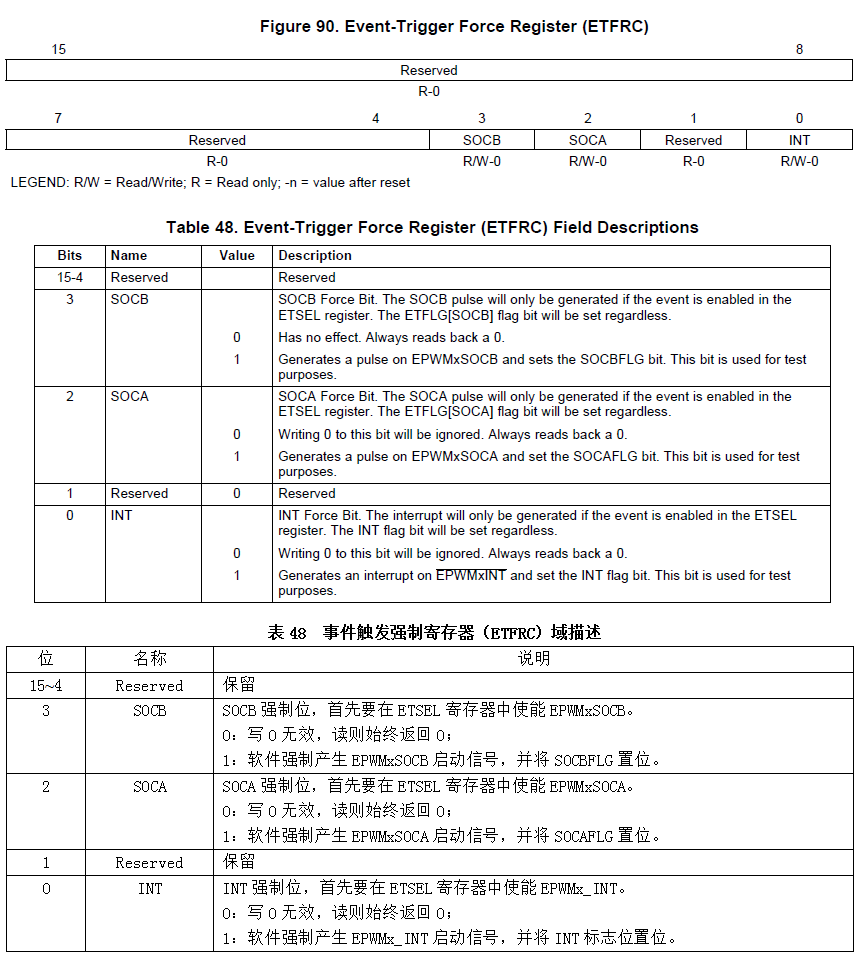 Figure 90. Event-Trigger Force Register (ETFRC)
15 8
Reserved
R-0
7 4 3 2 1 0
Reserved SOCB SOCA Reserved INT
R-0 R/W-0 R/W-0 R-0 R/W-0
LEGEND: R/W = Read/Write; R = Read only; -n = value after reset
Table 48. Event-Trigger Force Register (ETFRC) Field Descriptions
Bits Name Value Description
15-4 Reserved Reserved
3 SOCB SOCB Force Bit. The SOCB pulse will only be generated if the event is enabled in the
ETSEL register. The ETFLG[SOCB] flag bit will be set regardless.
0 Has no effect. Always reads back a 0.
1 Generates a pulse on EPWMxSOCB and sets the SOCBFLG bit. This bit is used for test
purposes.
2 SOCA SOCA Force Bit. The SOCA pulse will only be generated if the event is enabled in the
ETSEL register. The ETFLG[SOCA] flag bit will be set regardless.
0 Writing 0 to this bit will be ignored. Always reads back a 0.
1 Generates a pulse on EPWMxSOCA and set the SOCAFLG bit. This bit is used for test
purposes.
1 Reserved 0 Reserved
0 INT INT Force Bit. The interrupt will only be generated if the event is enabled in the ETSEL
register. The INT flag bit will be set regardless.
0 Writing 0 to this bit will be ignored. Always reads back a 0.
1 Generates an interrupt on EPWMxINT and set the INT flag bit. This bit is used for test
purposes.
表 48 事件触发强制寄存器（ETFRC）域描述
位 名称 说明
15~4 Reserved 保留
3 SOCB SOCB 强制位，首先要在 ETSEL 寄存器中使能 EPWMxSOCB。
0：写 0 无效，读则始终返回 0；
1：软件强制产生 EPWMxSOCB 启动信号，并将 SOCBFLG 置位。
2 SOCA SOCA 强制位，首先要在 ETSEL 寄存器中使能 EPWMxSOCA。
0：写 0 无效，读则始终返回 0；
1：软件强制产生 EPWMxSOCA 启动信号，并将 SOCAFLG 置位。
1 Reserved 保留
0 INT INT 强制位，首先要在 ETSEL 寄存器中使能 EPWMx_INT。
0：写 0 无效，读则始终返回 0；
1：软件强制产生 EPWMx_INT 启动信号，并将 INT 标志位置位。